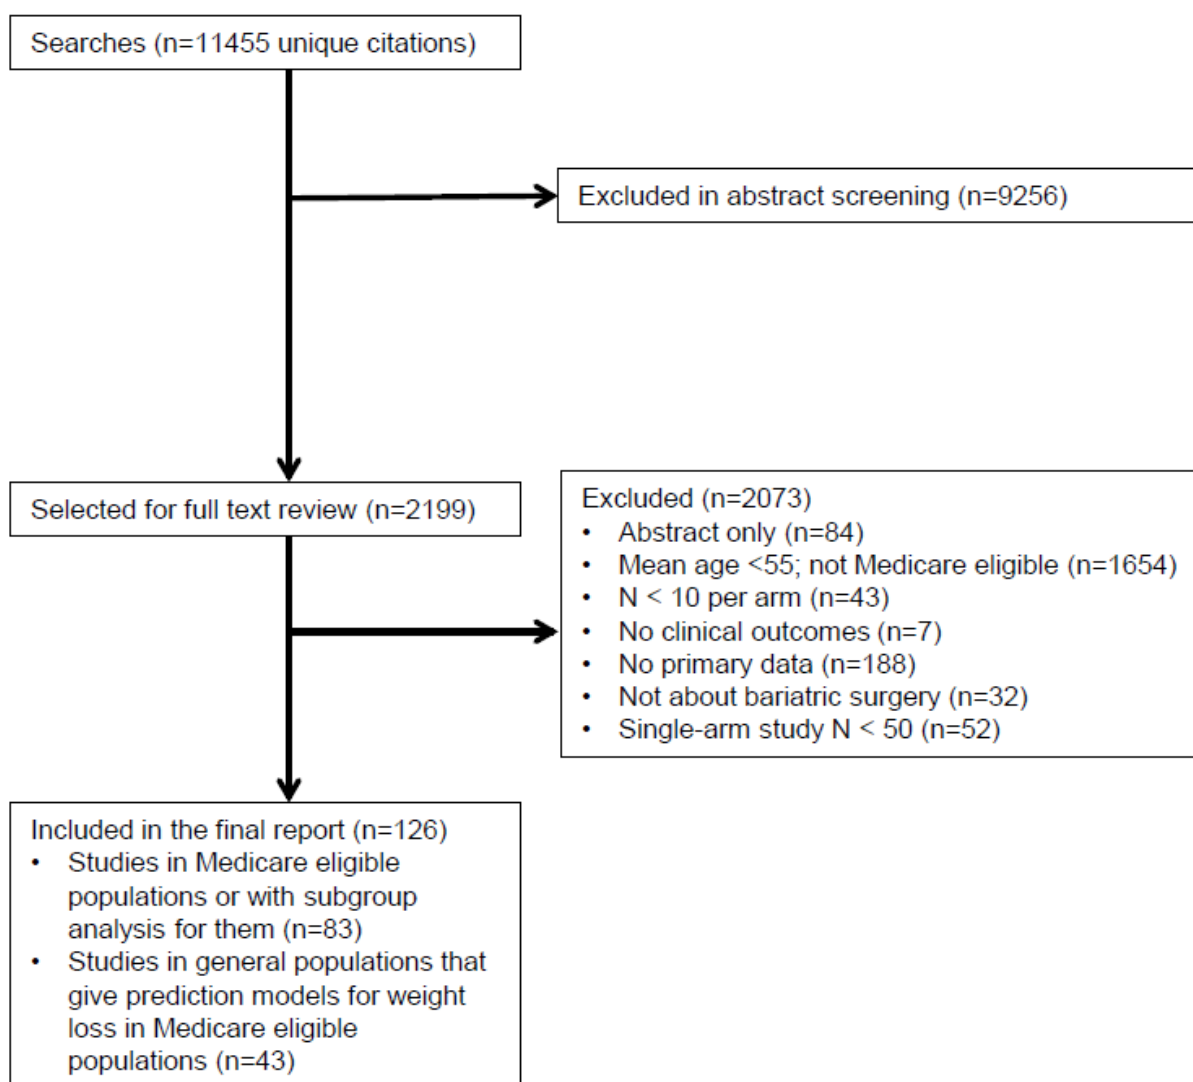 Searches (n=11455 unique citations)
Excluded in abstract screening (n=9256)
Selected for full text review (n=2199)
Excluded (n=2073)
• Abstract only (n=84)
• Mean age <55; not Medicare eligible (n=1654)
• N < 10 per arm (n=43)
• No clinical outcomes (n=7)
• No primary data (n=188)
• Not about bariatric surgery (n=32)
• Single-arm study N < 50 (n=52)
Included in the final report (n=126)
• Studies in Medicare eligible
populations or with subgroup
analysis for them (n=83)
• Studies in general populations that
give prediction models for weight
loss in Medicare eligible
populations (n=43)